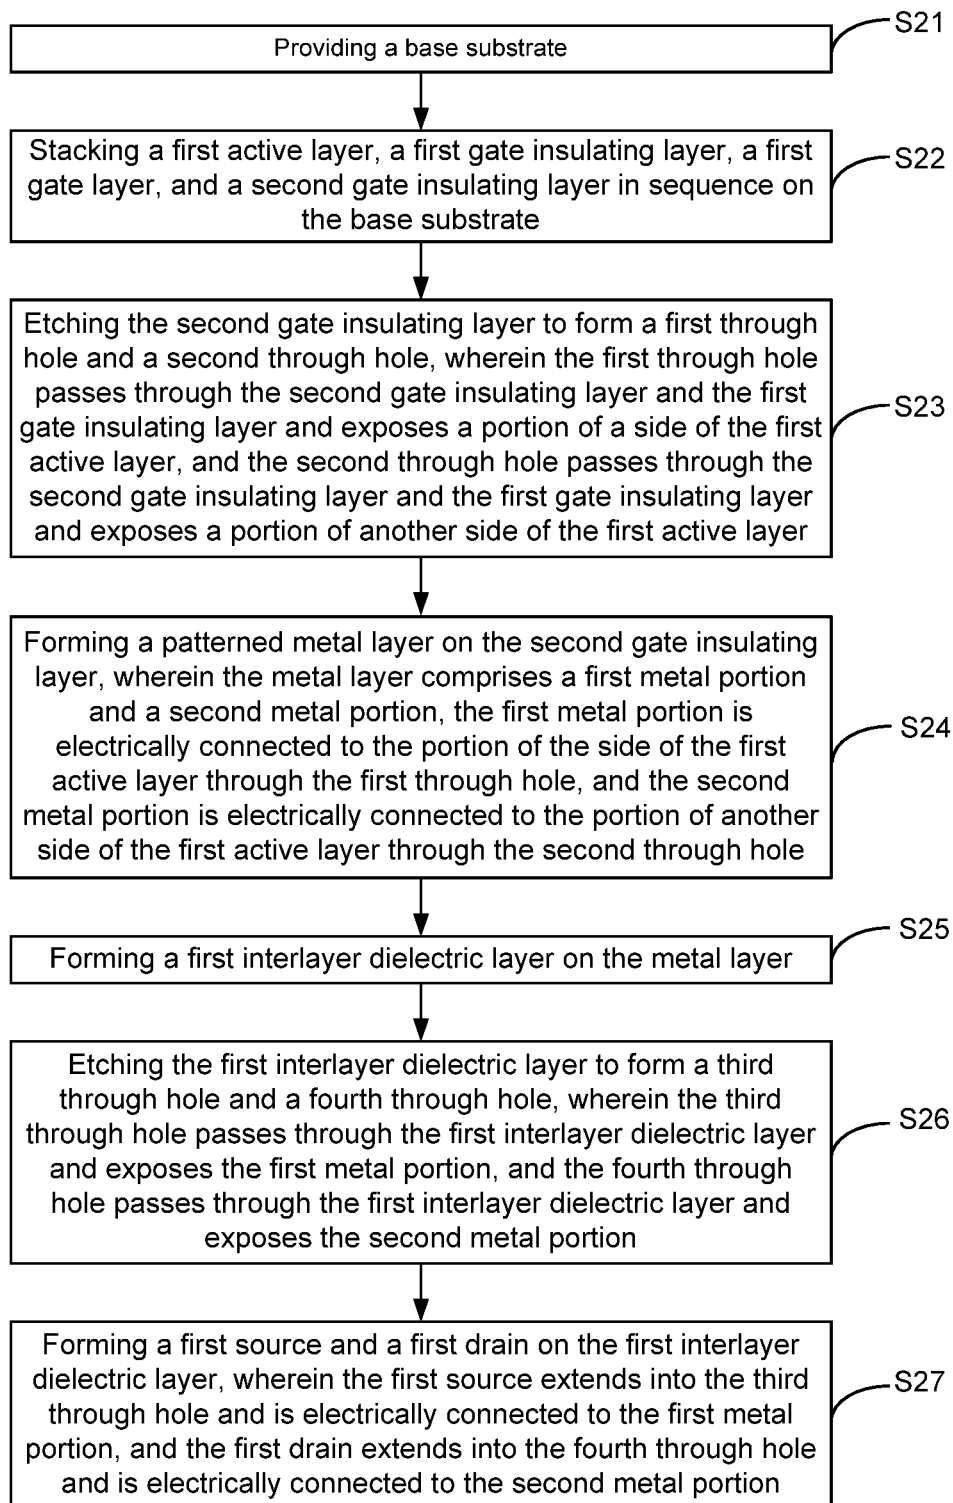 Providing a base substrate
S21
Stacking a first active layer, a first gate insulating layer, a first
gate layer, and a second gate insulating layer in sequence on
the base substrate
S22
Etching the second gate insulating layer to form a first through
hole and a second through hole, wherein the first through hole
passes through the second gate insulating layer and the first
gate insulating layer and exposes a portion of a side of the first
active layer, and the second through hole passes through the
second gate insulating layer and the first gate insulating layer
and exposes a portion of another side of the first active layer
S23
Forming a patterned metal layer on the second gate insulating
layer, wherein the metal layer comprises a first metal portion
and a second metal portion, the first metal portion is
electrically connected to the portion of the side of the first
active layer through the first through hole, and the second
metal portion is electrically connected to the portion of another
side of the first active layer through the second through hole
S24
Forming a first interlayer dielectric layer on the metal layer
S25
Etching the first interlayer dielectric layer to form a third
through hole and a fourth through hole, wherein the third
through hole passes through the first interlayer dielectric layer
and exposes the first metal portion, and the fourth through
hole passes through the first interlayer dielectric layer and
exposes the second metal portion
S26
Forming a first source and a first drain on the first interlayer
dielectric layer, wherein the first source extends into the third
through hole and is electrically connected to the first metal
portion, and the first drain extends into the fourth through hole
and is electrically connected to the second metal portion
S27